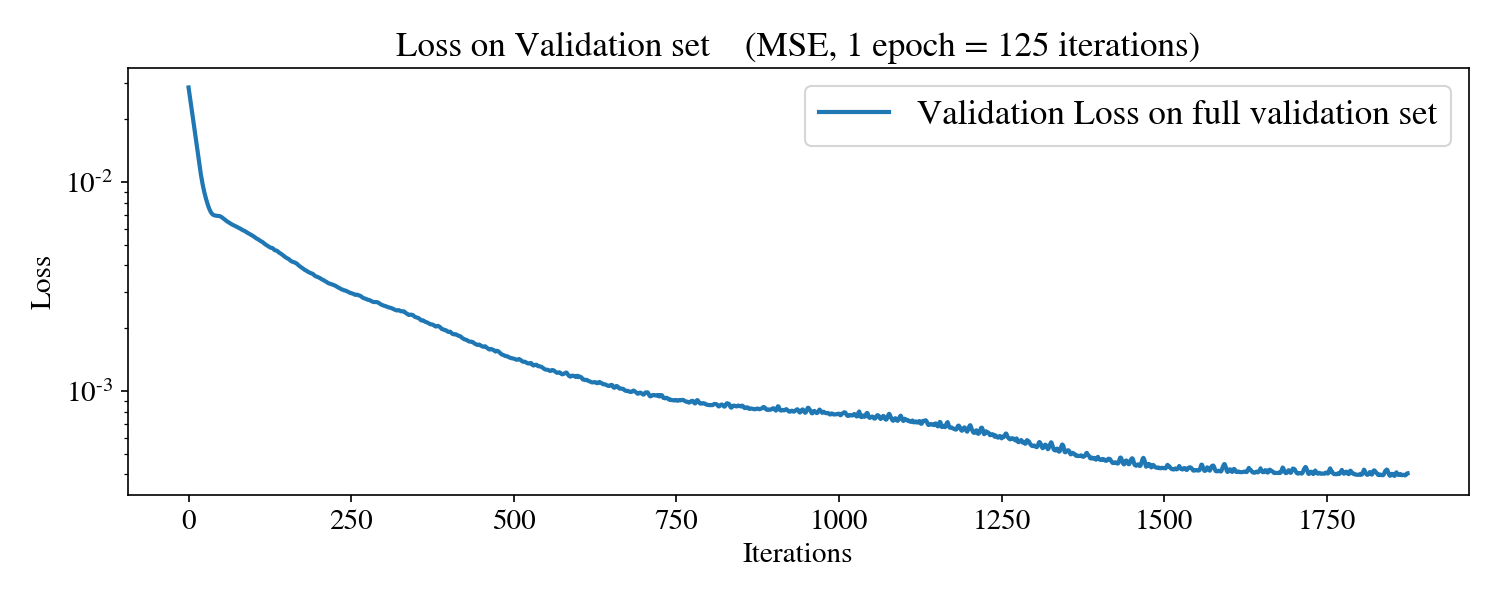 Loss on Validation set (MSE, 1 epoch = 125 iterations)
Validation Loss on full validation set
Loss
10⁻²
10⁻³
0 250 500 750 1000 1250 1500 1750
Iterations